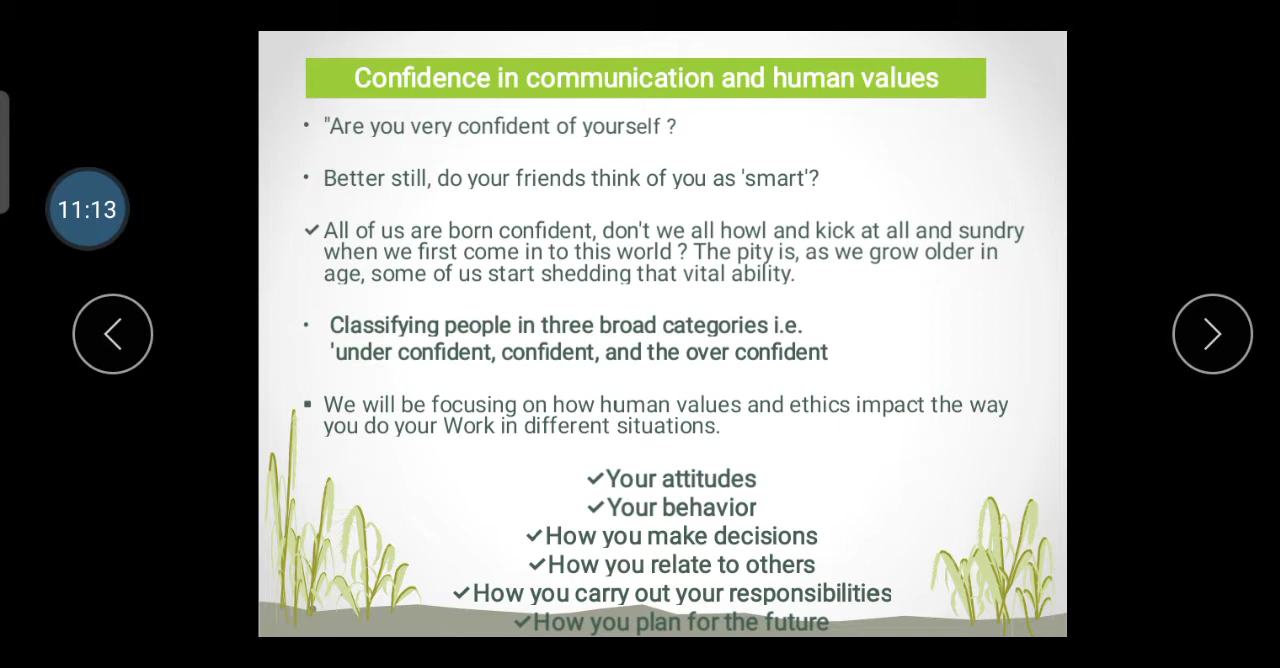 Confidence in communication and human values
• "Are you very confident of yourself ?
• Better still, do your friends think of you as 'smart'?
✓ All of us are born confident, don't we all howl and kick at all and sundry
when we first come in to this world ? The pity is, as we grow older in
age, some of us start shedding that vital ability.
11:13
• Classifying people in three broad categories i.e.
'under confident, confident, and the over confident
▪ We will be focusing on how human values and ethics impact the way
you do your Work in different situations.
✓Your attitudes
✓Your behavior
✓How you make decisions
✓How you relate to others
✓How you carry out your responsibilities
✓How you plan for the future